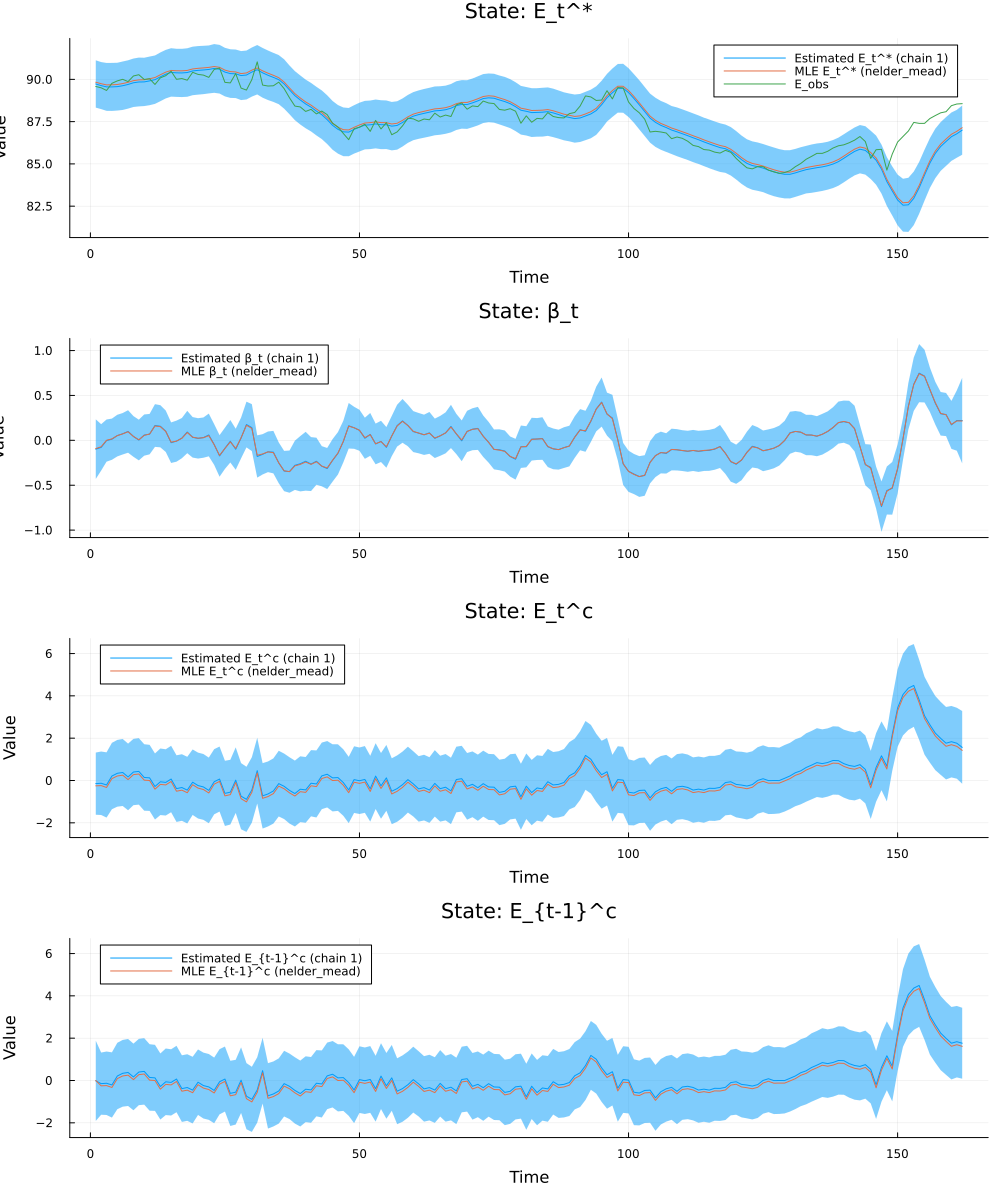 State: E_t^*
Estimated E_t^* (chain 1)
MLE E_t^* (nelder_mead)
E_obs
90.0
87.5
85.0
82.5
Value
0 50 100 150
Time
State: β_t
Estimated β_t (chain 1)
MLE β_t (nelder_mead)
1.0
0.5
0.0
−0.5
−1.0
Value
0 50 100 150
Time
State: E_t^c
Estimated E_t^c (chain 1)
MLE E_t^c (nelder_mead)
6
4
2
0
−2
Value
0 50 100 150
Time
State: E_{t-1}^c
Estimated E_{t-1}^c (chain 1)
MLE E_{t-1}^c (nelder_mead)
6
4
2
0
−2
Value
0 50 100 150
Time